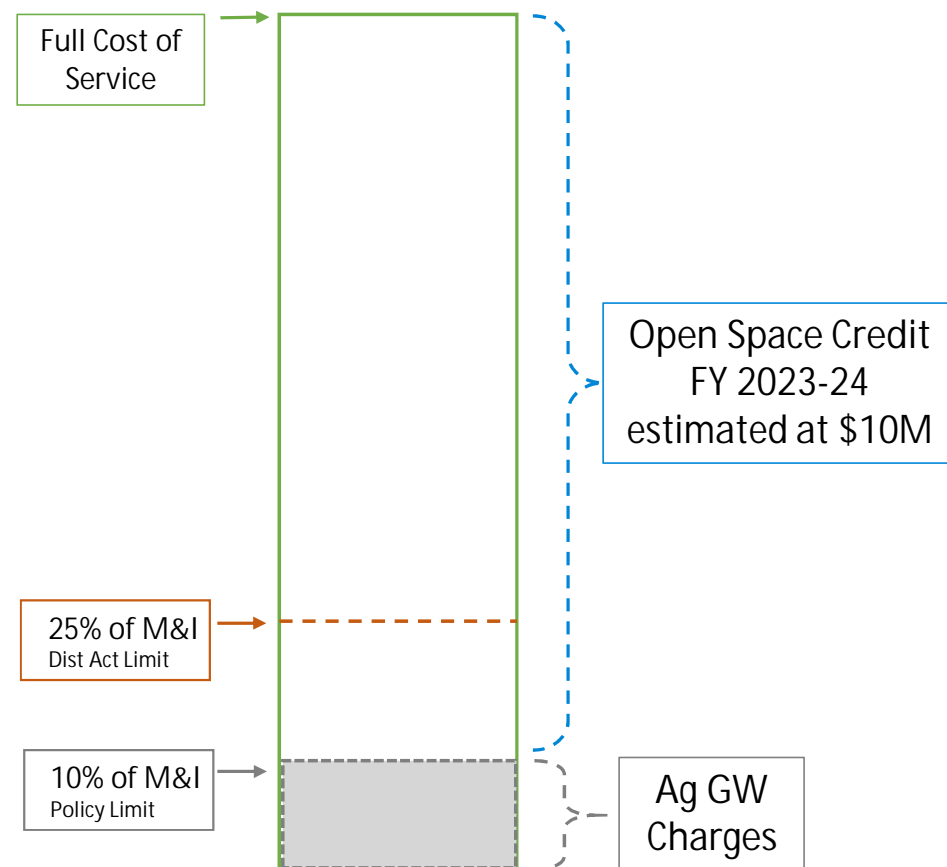 Full Cost of
Service
Open Space Credit
FY 2023-24
estimated at $10M
25% of M&I
Dist Act Limit
10% of M&I
Policy Limit
Ag GW
Charges